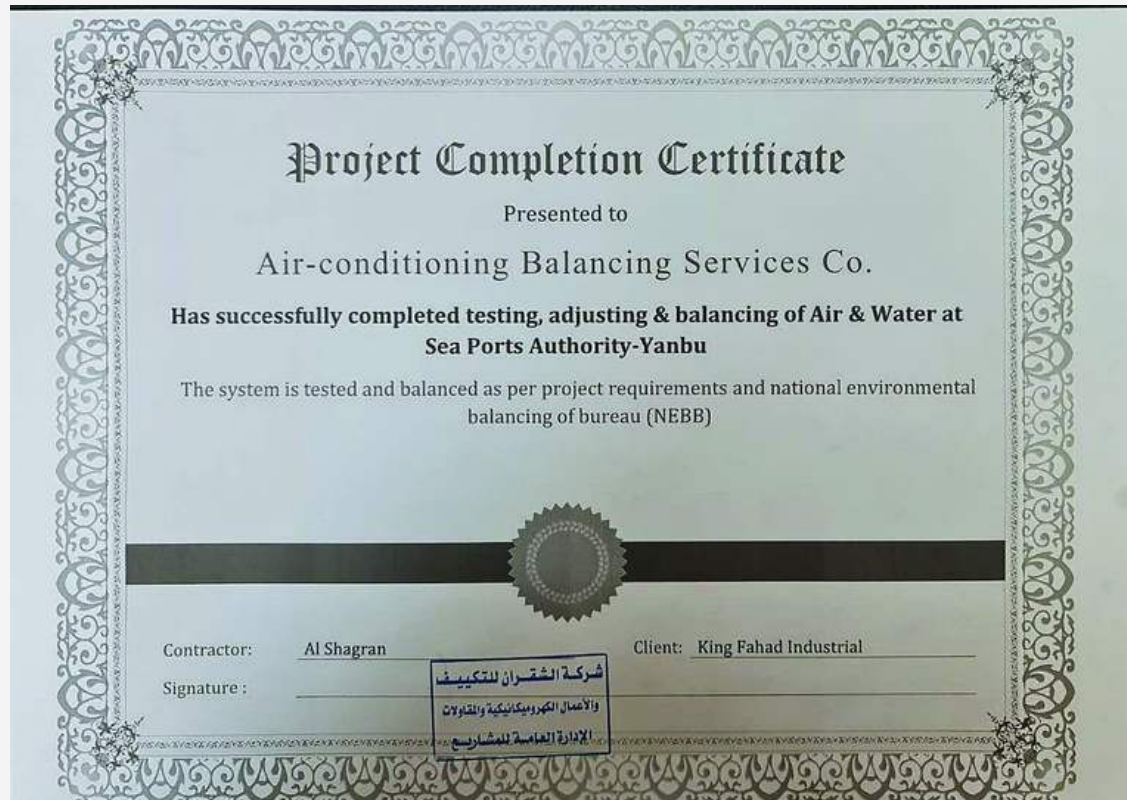 Project Completion Certificate
Presented to
Air-conditioning Balancing Services Co.
Has successfully completed testing, adjusting & balancing of Air & Water at
Sea Ports Authority-Yanbu
The system is tested and balanced as per project requirements and national environmental
balancing of bureau (NEBB)
Contractor: Al Shagran Client: King Fahad Industrial
Signature :
شركة الشقران للتكييف
والأعمال الكهروميكانيكية والمقاولات
الإدارة العامة للمشاريع